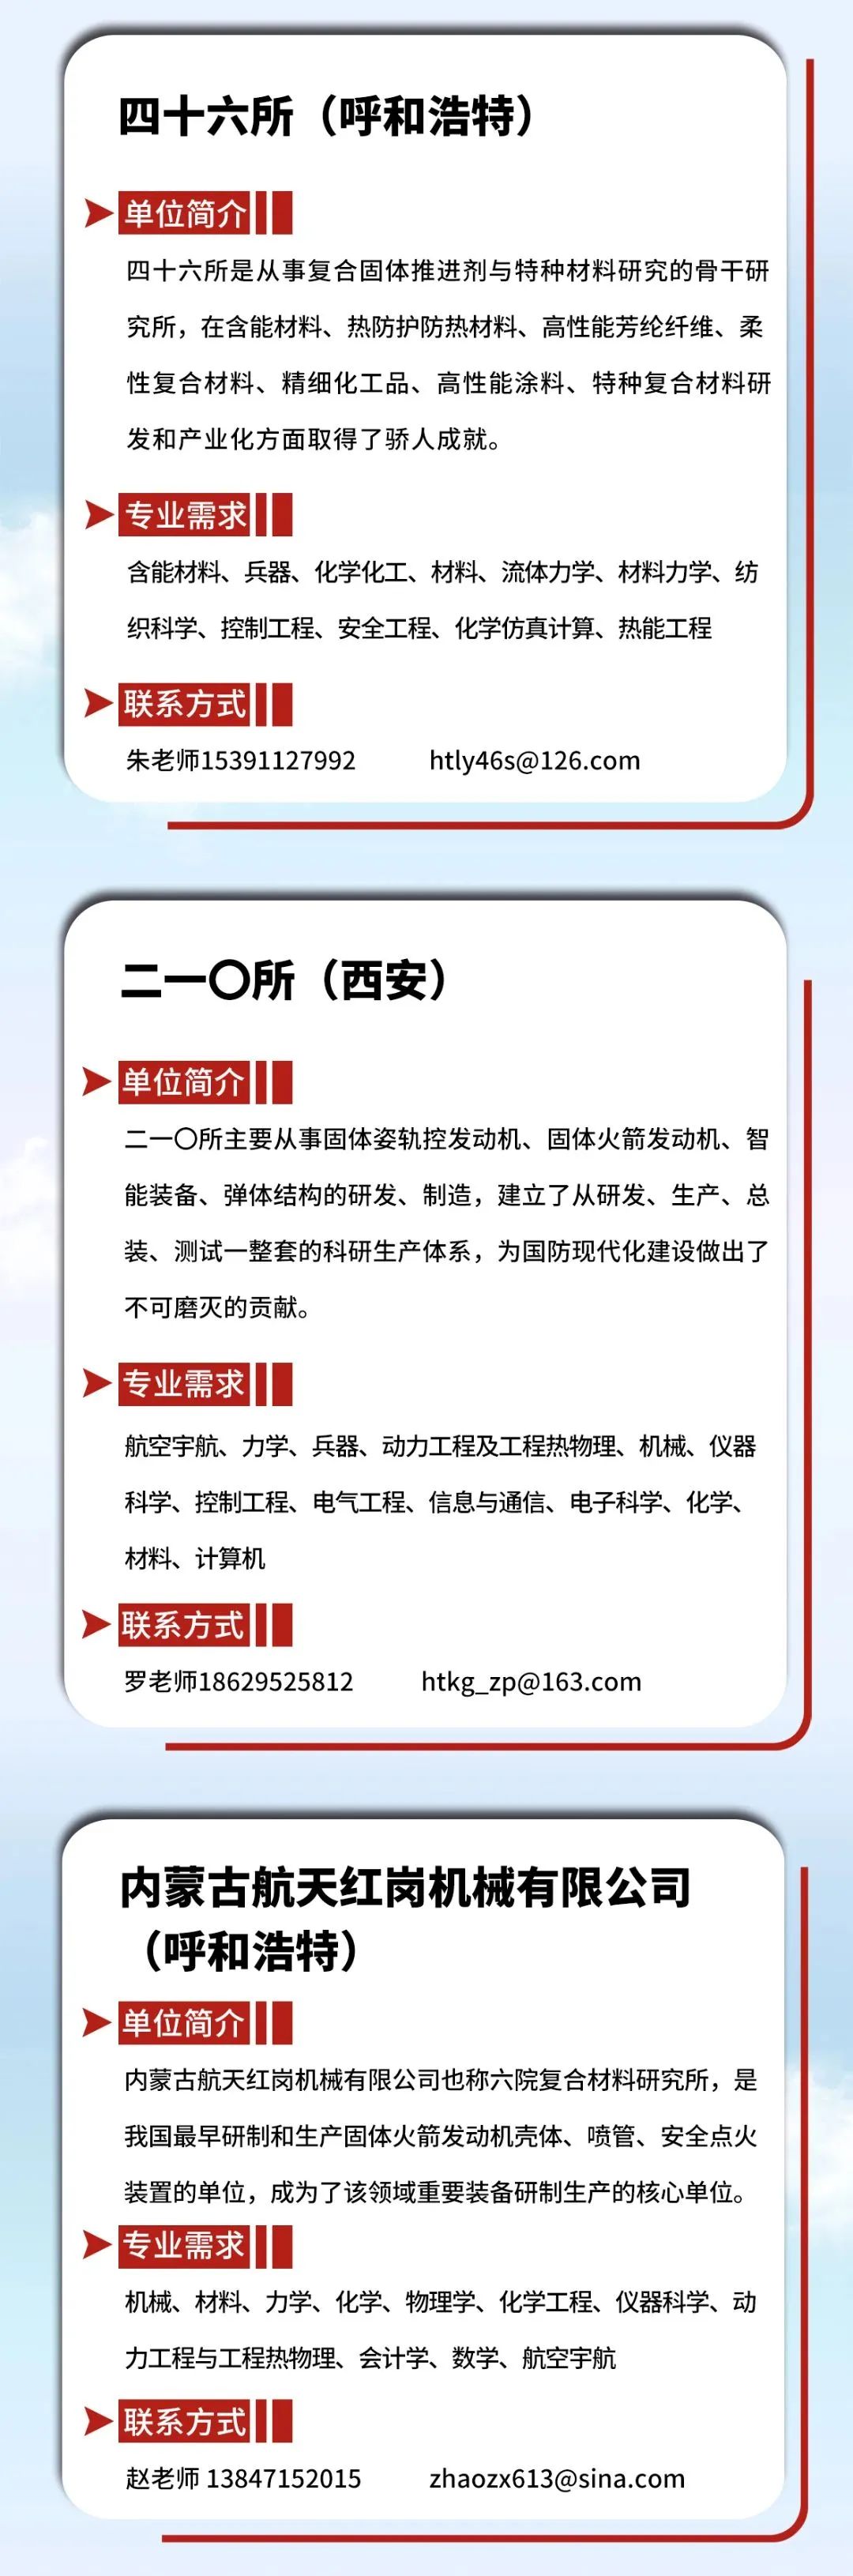 四十六所（呼和浩特）
单位简介
四十六所是从事复合固体推进剂与特种材料研究的骨干研
究所，在含能材料、热防护防热材料、高性能芳纶纤维、柔
性复合材料、精细化工品、高性能涂料、特种复合材料研
发和产业化方面取得了骄人成就。
专业需求
含能材料、兵器、化学化工、材料、流体力学、材料力学、纺
织科学、控制工程、安全工程、化学仿真计算、热能工程
联系方式
朱老师15391127992 htly46s@126.com
二一〇所（西安）
单位简介
二一〇所主要从事固体姿轨控发动机、固体火箭发动机、智
能装备、弹体结构的研发、制造，建立了从研发、生产、总
装、测试一整套的科研生产体系，为国防现代化建设做出了
不可磨灭的贡献。
专业需求
航空宇航、力学、兵器、动力工程及工程热物理、机械、仪器
科学、控制工程、电气工程、信息与通信、电子科学、化学、
材料、计算机
联系方式
罗老师18629525812 htkg_zp@163.com
内蒙古航天红岗机械有限公司
（呼和浩特）
单位简介
内蒙古航天红岗机械有限公司也称六院复合材料研究所，是
我国最早研制和生产固体火箭发动机壳体、喷管、安全点火
装置的单位，成为了该领域重要装备研制生产的核心单位。
专业需求
机械、材料、力学、化学、物理学、化学工程、仪器科学、动
力工程与工程热物理、会计学、数学、航空宇航
联系方式
赵老师 13847152015 zhaozx613@sina.com